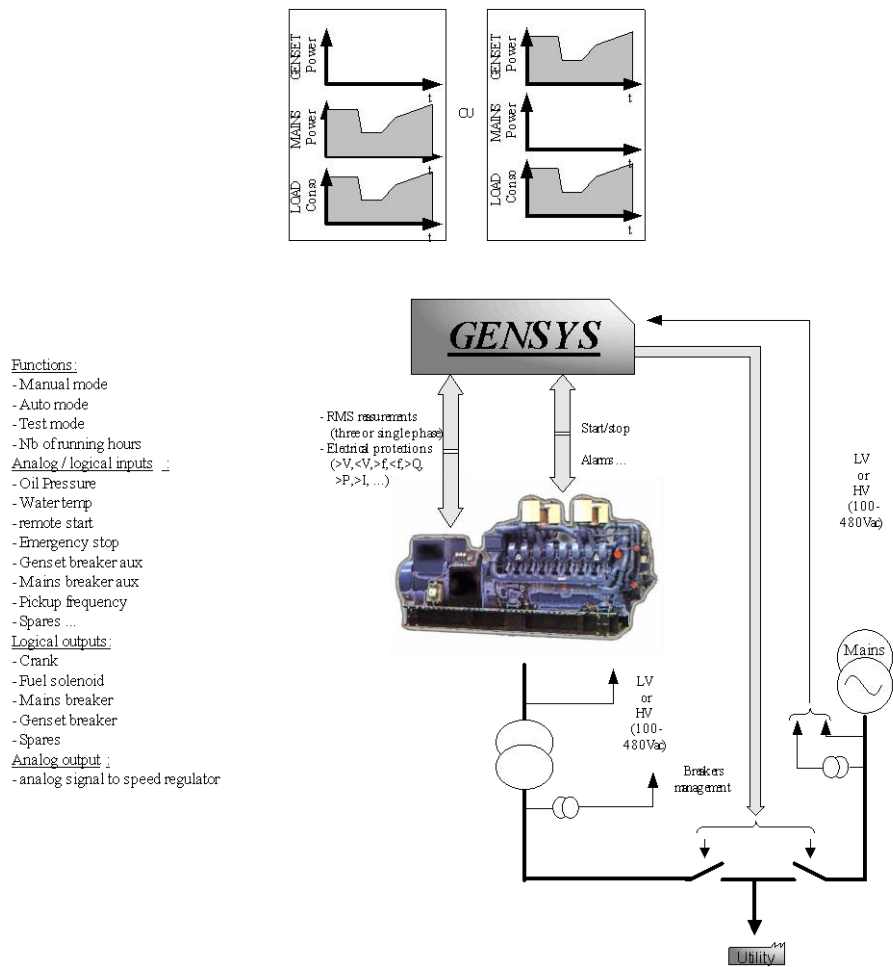 GENSET
Power
t
MAINS
Power
LOAD
Conso
t
OU
GENSET
Power
t
MAINS
Power
t
LOAD
Conso
t
GENSYS
Functions:
- Manual mode
- Auto mode
- Test mode
- Nb of running hours
Analog / logical inputs :
- Oil Pressure
- Water temp
- remote start
- Emergency stop
- Genset breaker aux
- Mains breaker aux
- Pickup frequency
- Spares ...
Logical outputs:
- Crank
- Fuel solenoid
- Mains breaker
- Genset breaker
- Spares
Analog output :
- analog signal to speed regulator
- RMS mesurements
(three or single phase)
- Eletrical protections
(>V,<V,>f,<f,>Q,
>P,>I, ...)
Start/stop
Alarms ...
LV
or
HV
(100-
480Vac)
Mains
LV
or
HV
(100-
480Vac)
Breakers
management
Utility